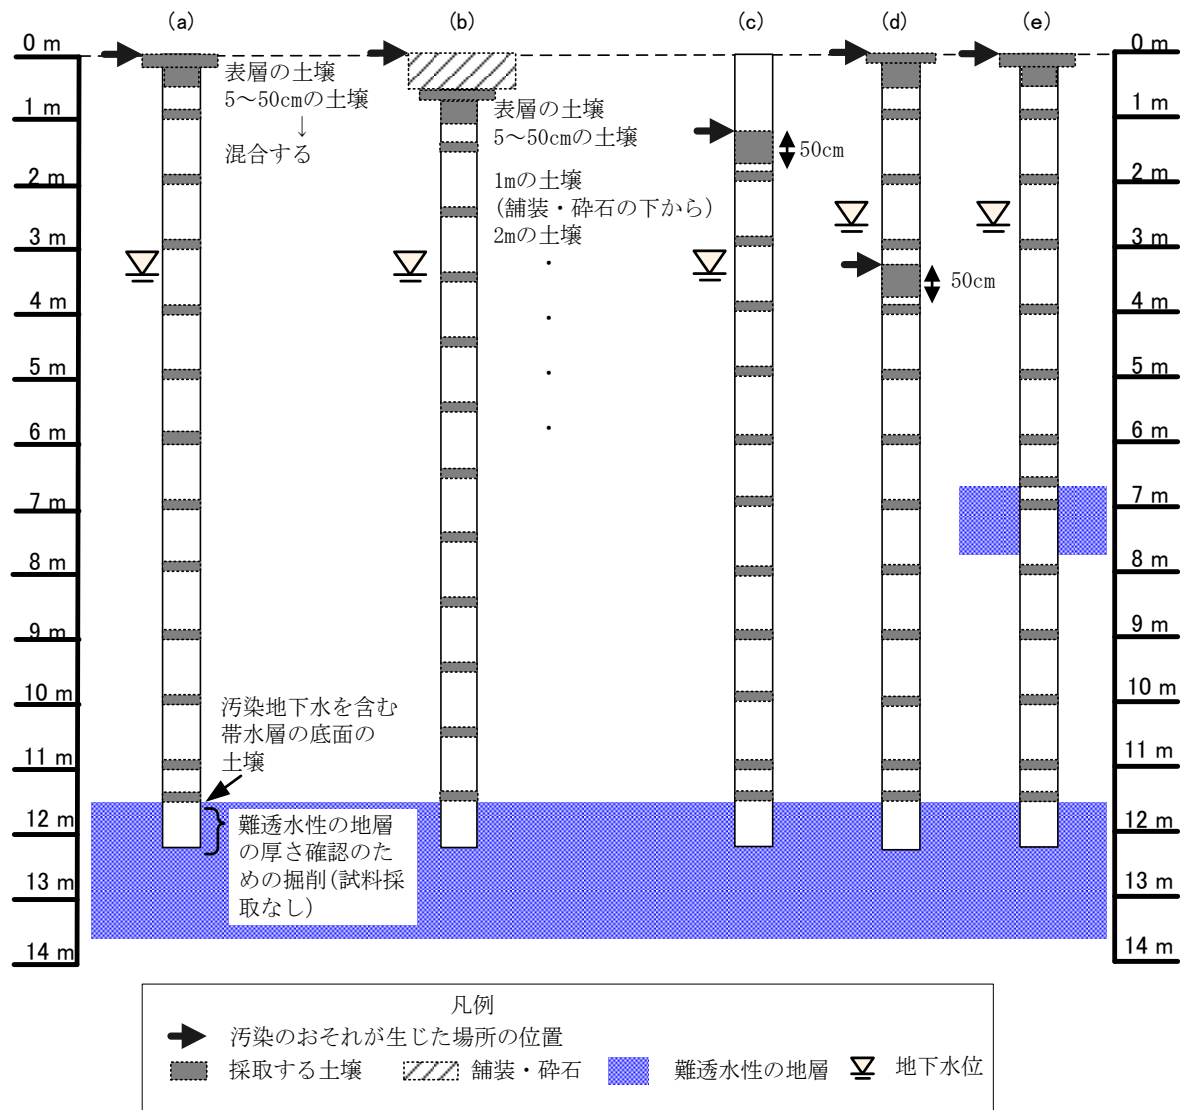 (a)
(b)
(c)
(d)
(e)
0 m
1 m
2 m
3 m
4 m
5 m
6 m
7 m
8 m
9 m
10 m
11 m
12 m
13 m
14 m
表層の土壌
5～50cmの土壌
↓
混合する
表層の土壌
5～50cmの土壌
1mの土壌
(舗装・砕石の下から)
2mの土壌
・
・
・
・
50cm
50cm
汚染地下水を含む
帯水層の底面の
土壌
難透水性の地層
の厚さ確認のた
めの掘削(試料採
取なし)
0 m
1 m
2 m
3 m
4 m
5 m
6 m
7 m
8 m
9 m
10 m
11 m
12 m
13 m
14 m
凡例
汚染のおそれが生じた場所の位置
採取する土壌
舗装・砕石
難透水性の地層
地下水位